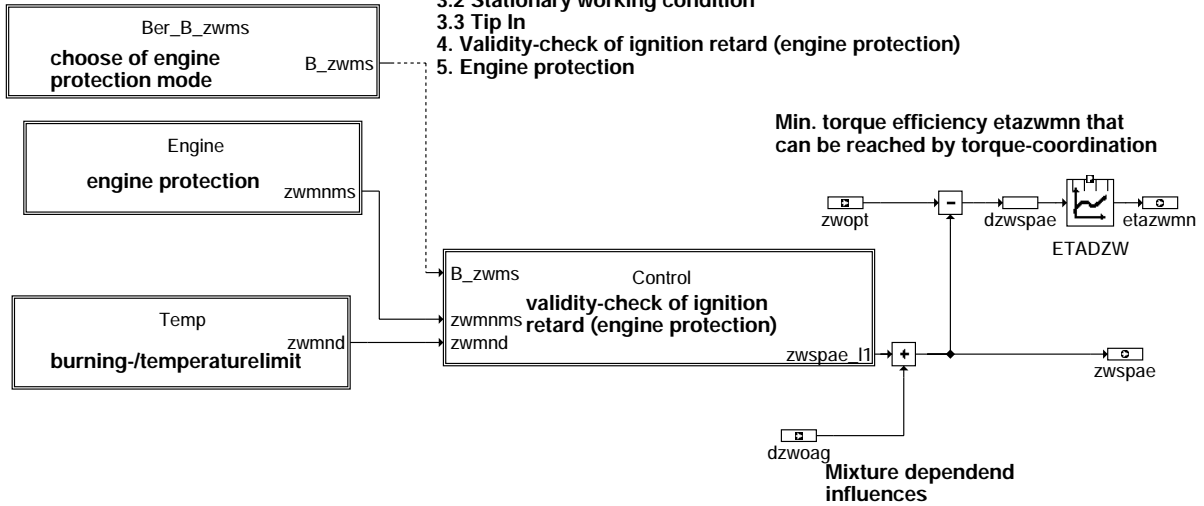 3.2 Stationary working condition
3.3 Tip In
4. Validity-check of ignition retard (engine protection)
5. Engine protection
Ber_B_zwms
choose of engine
protection mode
B_zwms
Engine
engine protection
zwmnms
Min. torque efficiency etazwmn that
can be reached by torque-coordination
zwopt
dzwspae
etazwmn
ETADZW
B_zwms
Control
validity-check of ignition
retard (engine protection)
zwmnms
zwmnd
zwspae_l1
Temp
zwmnd
burning-/temperaturelimit
zwspae
dzwoag
Mixture dependend
influences